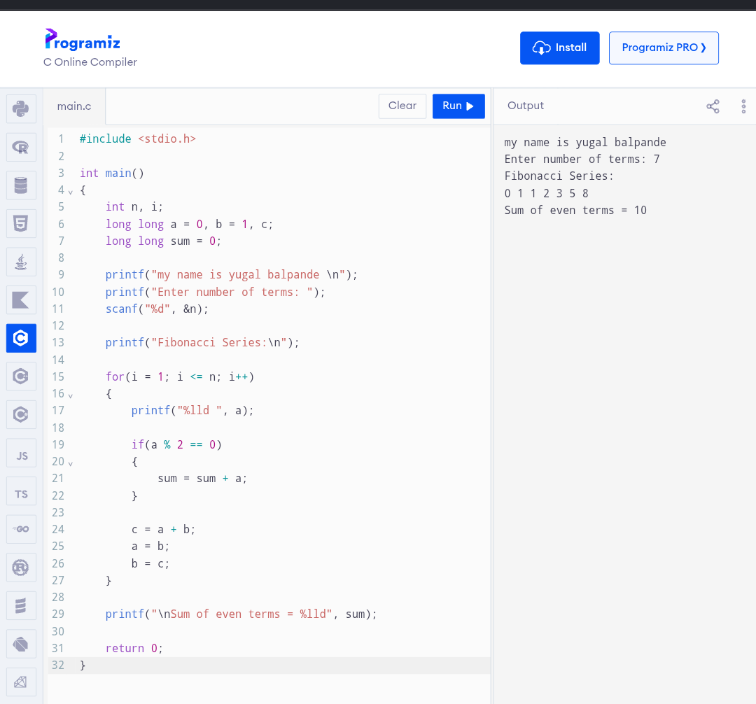 Programiz
C Online Compiler
Install
Programiz PRO ❯
main.c
Clear
Run
Output
1 #include <stdio.h>
2
3 int main()
4 {
5     int n, i;
6     long long a = 0, b = 1, c;
7     long long sum = 0;
8
9     printf("my name is yugal balpande \n");
10     printf("Enter number of terms: ");
11     scanf("%d", &n);
12
13     printf("Fibonacci Series:\n");
14
15     for(i = 1; i <= n; i++)
16     {
17         printf("%lld ", a);
18
19         if(a % 2 == 0)
20         {
21             sum = sum + a;
22         }
23
24         c = a + b;
25         a = b;
26         b = c;
27     }
28
29     printf("\nSum of even terms = %lld", sum);
30
31     return 0;
32 }
my name is yugal balpande
Enter number of terms: 7
Fibonacci Series:
0 1 1 2 3 5 8
Sum of even terms = 10
JS
TS
GO